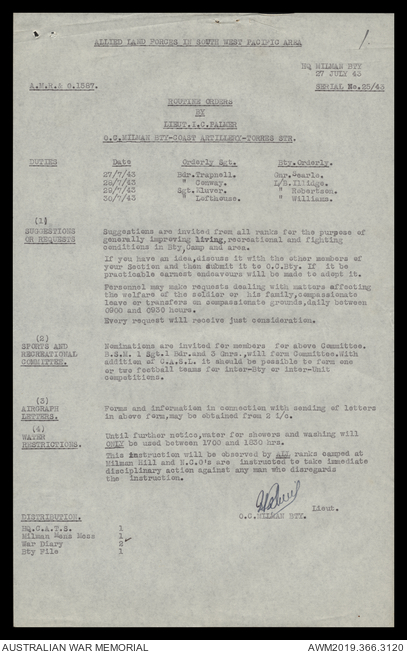 ALLIED LAND FORCES IN SOUTH WEST PACIFIC AREA
1.
HQ MILMAN BTY
27 JULY 43
A.M.R.A G.1587.
SERIAL No.25/43
ROUTINE ORDERS
BY
LIEUT.I.C.PALMER
O.C.MILMAN BTY-COAST ARTILLERY-TORRES STR.
DUTIES Date Orderly Sgt. Bty.Orderly.
27/7/43 Bdr.Trapnell. Gnr.Searle.
28/7/43 " Conway. L/B.Illidge.
29/7/43 Sgt.Kluver. " Robertson.
30/7/43 " Lofthouse. " Williams.
(1)
SUGGESTIONS OR REQUESTS
Suggestions are invited from all ranks for the purpose of
generally improving living,recreational and fighting
conditions in Bty,Camp and area.
If you have an idea,discuss it with the other members of
your Section and then submit it to O.C.Bty. If it be
practicable earnest endeavours will be made to adopt it.
Personnel may make requests dealing with matters affecting
the welfare of the soldier or his family,compassionate
leave or transfers on compassionate grounds,daily between
0900 and 0930 hours.
Every request will receive just consideration.
(2)
SPORTS AND RECREATIONAL COMMITTEE.
Nominations are invited for members for above Committee.
B.S.M. 1 Sgt.1 Bdr.and 3 Gnrs.,will form Committee.With
addition of C.A.S.L. it should be possible to form one
or two football teams for inter-Bty or inter-Unit
competitions.
(3)
AIRGRAPH LETTERS.
Forms and information in connection with sending of letters
in above form,may be obtained from 2 i/c.
(4)
WATER RESTRICTIONS.
Until further notice,water for showers and washing will
ONLY be used between 1700 and 1830 hrs.
This instruction will be observed by ALL ranks camped at
Milman Hill and N.C.O's are instructed to take immediate
disciplinary action against any man who disregards
the instruction.
Lieut.
O.C.MILMAN BTY.
DISTRIBUTION.
HQ.C.A.T.S. 1
Milman Mens Mess 1
War Diary 2
Bty File 1
AUSTRALIAN WAR MEMORIAL
AWM2019.366.3120